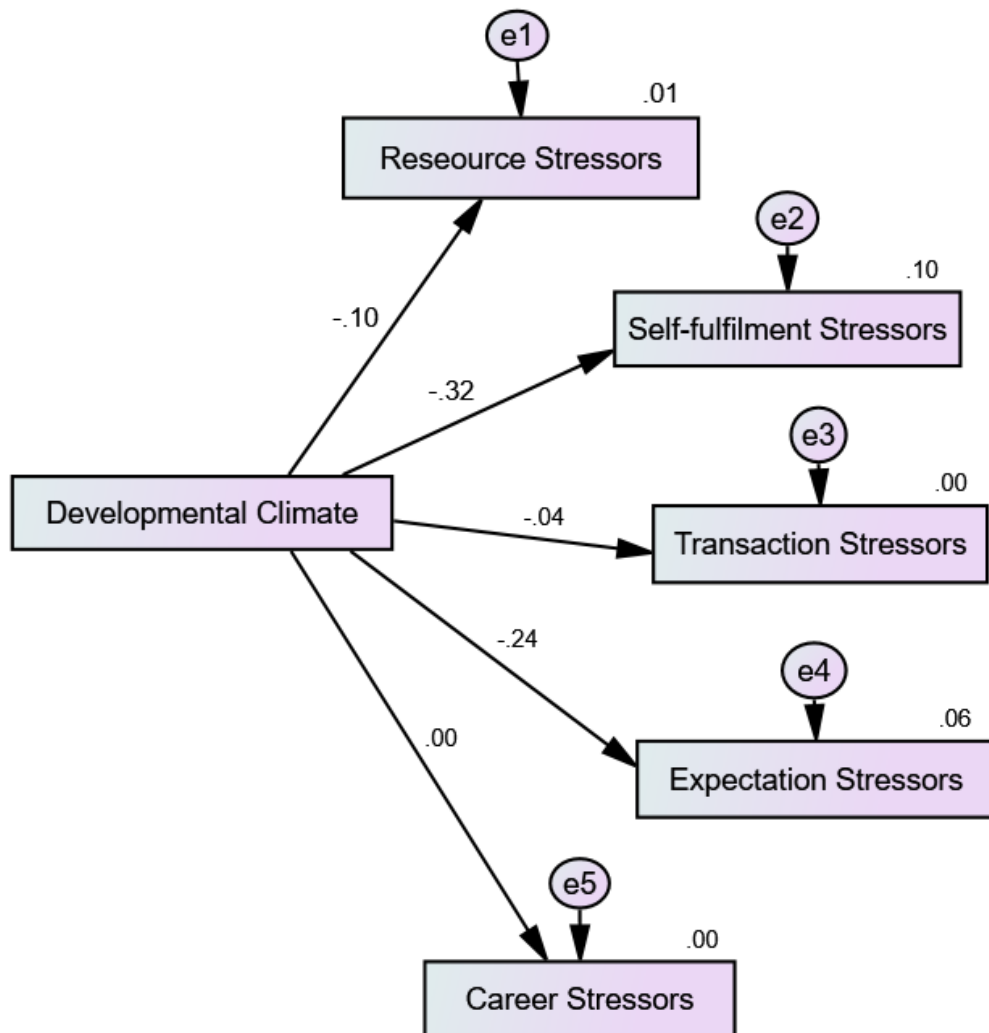 e1
.01
Reseource Stressors
e2
.10
Self-fulfilment Stressors
-.10
-.32
e3
.00
Developmental Climate
-.04
Transaction Stressors
-.24
e4
.06
.00
Expectation Stressors
e5
.00
Career Stressors